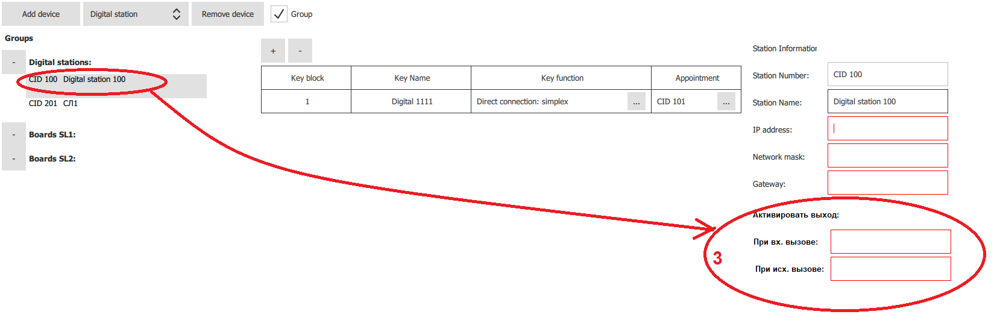 Add device Digital station Remove device Group
Groups
- Digital stations:
CID 100 Digital station 100
CID 201 СЛ1
- Boards SL1:
- Boards SL2:
+ -
Key block Key Name Key function Appointment
1 Digital 1111 Direct connection: simplex ... CID 101 ...
Station Information
Station Number: CID 100
Station Name: Digital station 100
IP address:
Network mask:
Gateway:
Активировать выход:
При вх. вызове:
3
При исх. вызове: